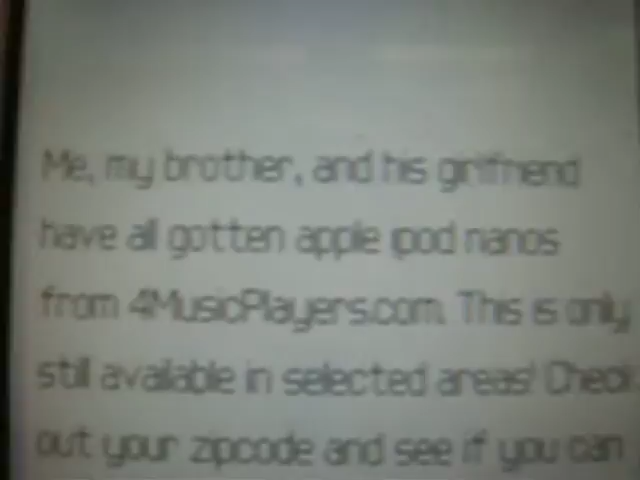 Me, my brother, and his girlfriend
have all gotten apple ipod nanos
from 4MusicPlayers.com. This is only
still available in selected areas! Check
out your zipcode and see if you can